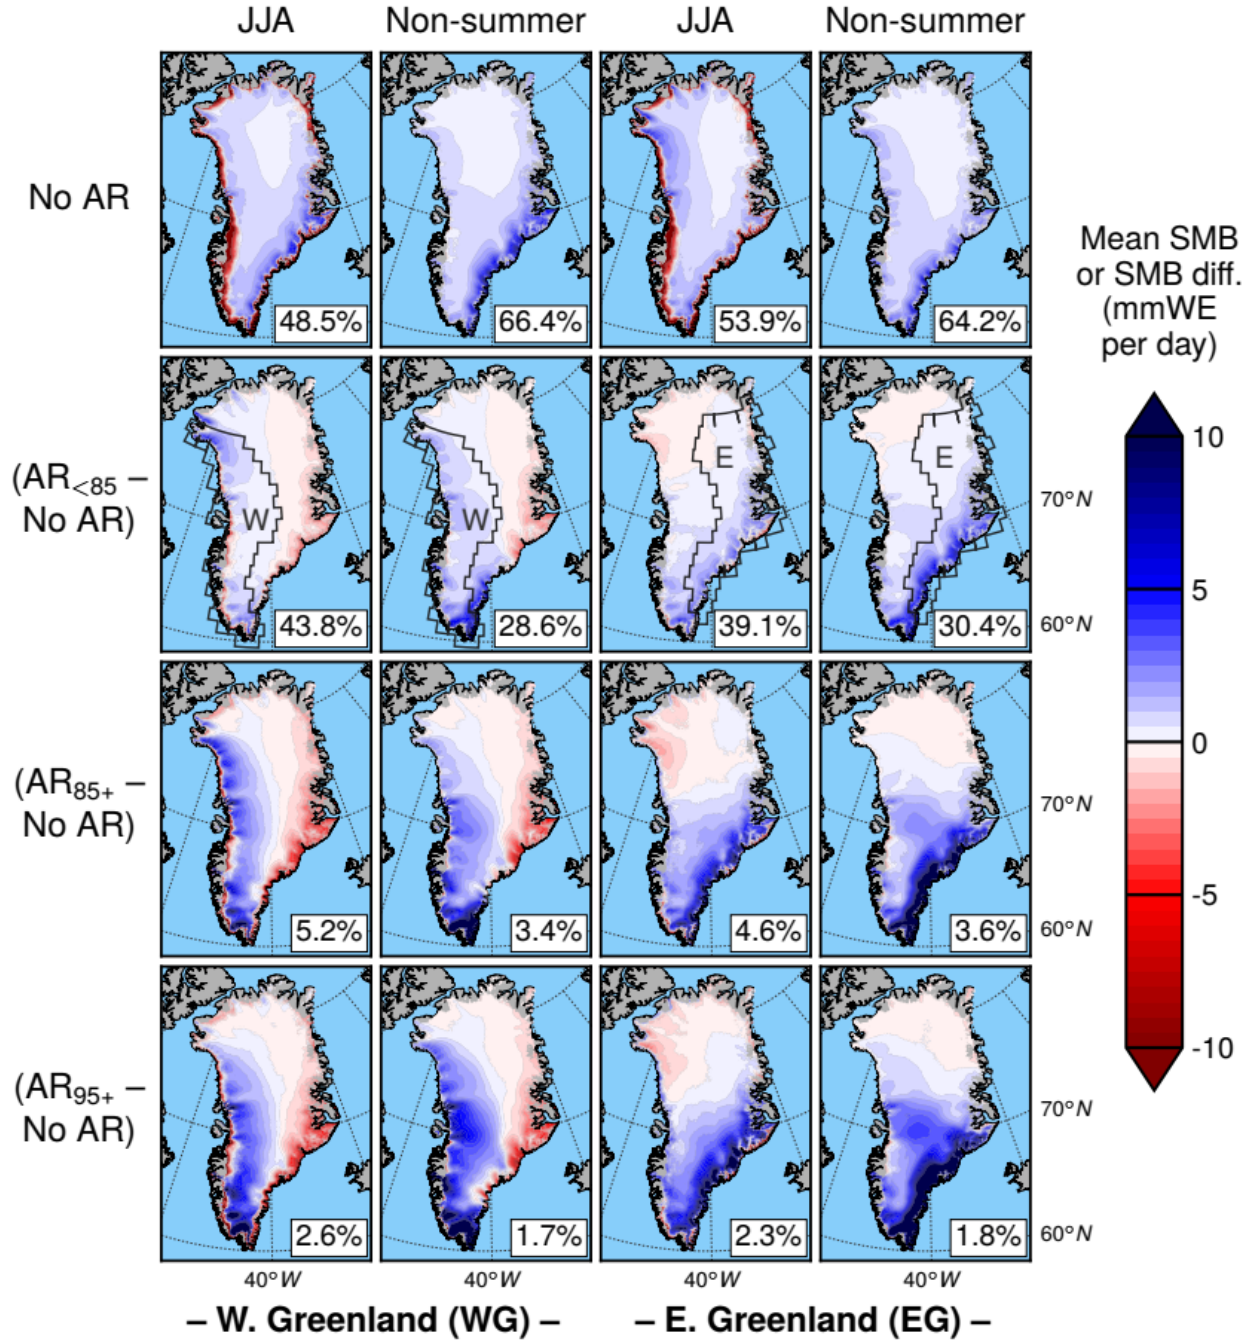 JJA Non-summer JJA Non-summer
No AR
48.5% 66.4% 53.9% 64.2%
Mean SMB
or SMB diff.
(mmWE
per day)
(AR<85 –
No AR)
W W E E
43.8% 28.6% 39.1% 30.4%
70°N
60°N
(AR85+ –
No AR)
5.2% 3.4% 4.6% 3.6%
70°N
60°N
(AR95+ –
No AR)
2.6% 1.7% 2.3% 1.8%
70°N
60°N
10
5
0
-5
-10
40°W 40°W 40°W 40°W
– W. Greenland (WG) – – E. Greenland (EG) –